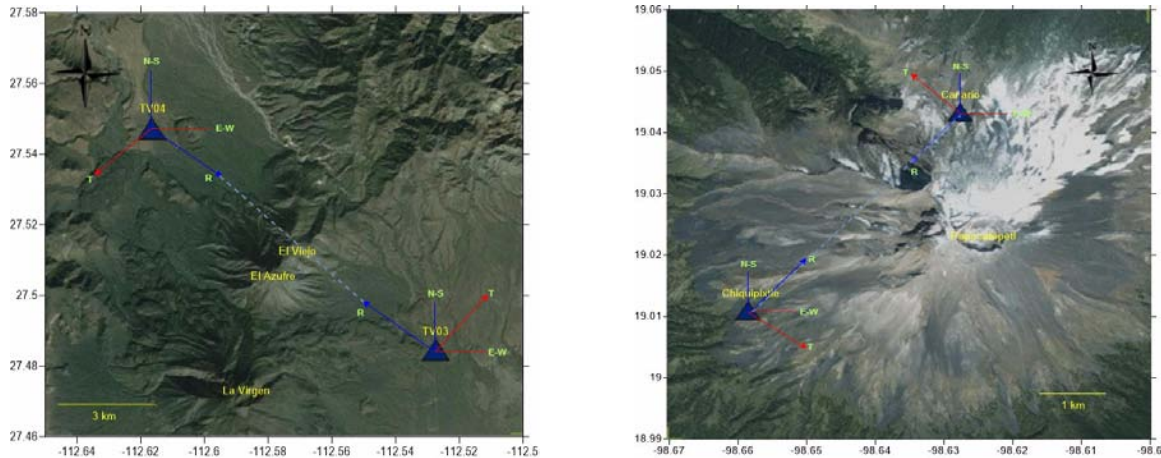 27.58
27.56
27.54
27.52
27.5
27.48
27.46
-112.64
-112.62
-112.6
-112.58
-112.56
-112.54
-112.52
-112.5
N-S
TV04
E-W
T
R
El Viejo
El Azufre
R
N-S
T
TV03
E-W
La Virgen
3 km
19.06
19.05
19.04
19.03
19.02
19.01
19
18.99
-98.67
-98.66
-98.65
-98.64
-98.63
-98.62
-98.61
-98.6
N
N-S
T
Canario
R
N-S
R
Chiquipixtle
E-W
T
1 km